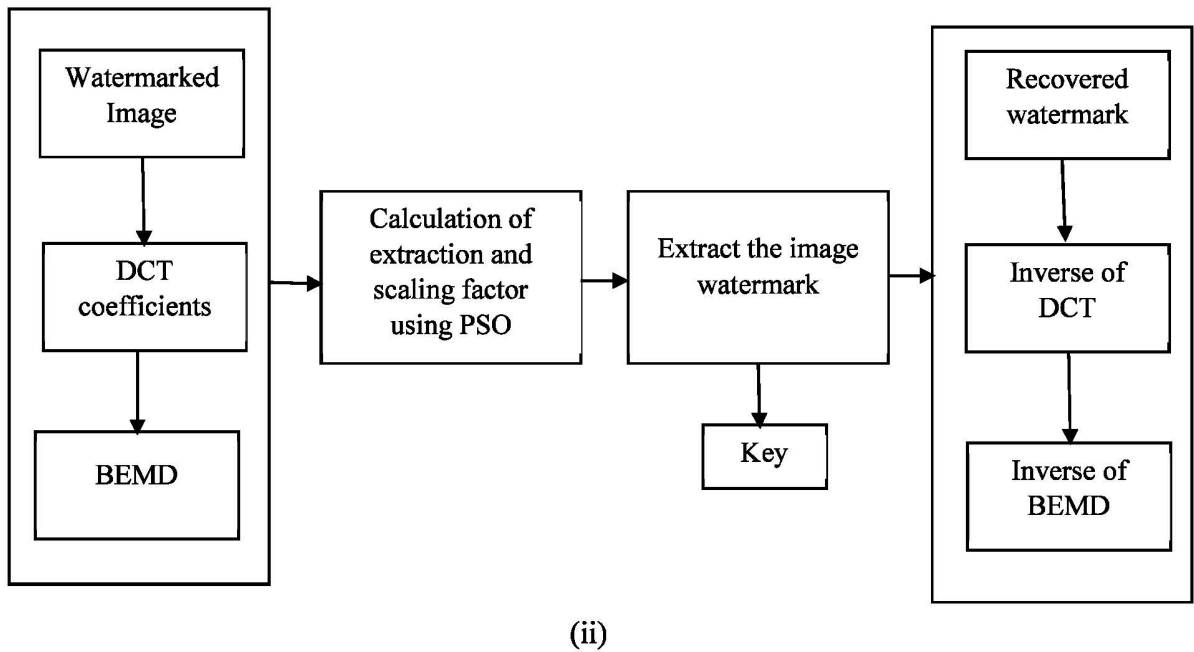 Watermarked
Image
DCT
coefficients
BEMD
Calculation of
extraction and
scaling factor
using PSO
Extract the image
watermark
Key
Recovered
watermark
Inverse of
DCT
Inverse of
BEMD
(ii)